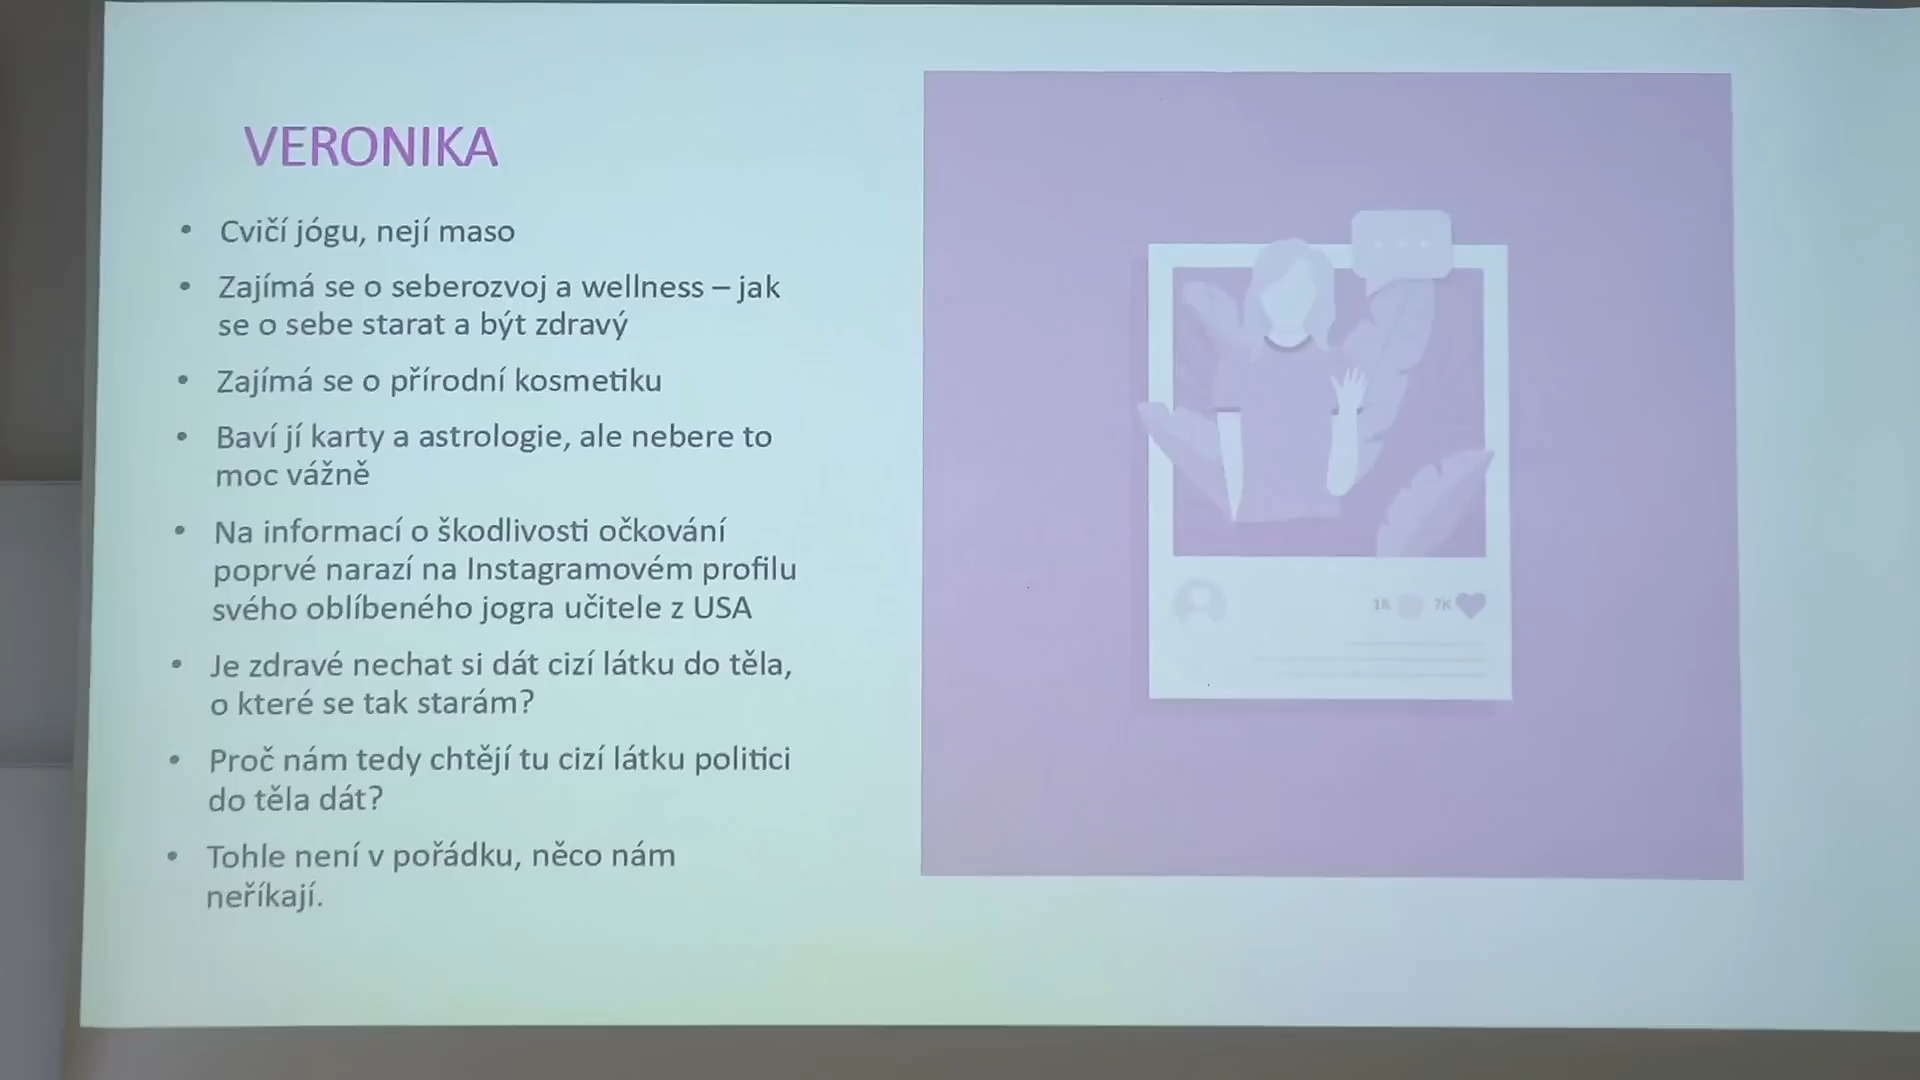 VERONIKA
• Cvičí jógu, nejí maso
• Zajímá se o seberozvoj a wellness – jak
se o sebe starat a být zdravý
• Zajímá se o přírodní kosmetiku
• Baví jí karty a astrologie, ale nebere to
moc vážně
• Na informací o škodlivosti očkování
poprvé narazí na Instagramovém profilu
svého oblíbeného jogra učitele z USA
• Je zdravé nechat si dát cizí látku do těla,
o které se tak starám?
• Proč nám tedy chtějí tu cizí látku politici
do těla dát?
• Tohle není v pořádku, něco nám
neříkají.
1K 7K